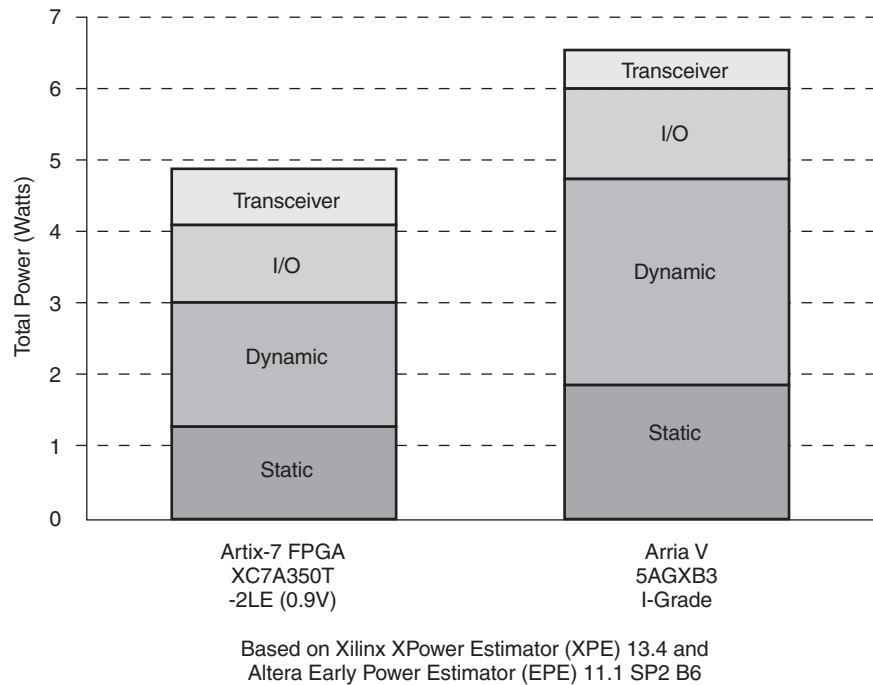 Total Power (Watts)
7
6
5
4
3
2
1
0
Transceiver
I/O
Dynamic
Static
Transceiver
I/O
Dynamic
Static
Artix-7 FPGA
XC7A350T
-2LE (0.9V)
Arria V
5AGXB3
I-Grade
Based on Xilinx XPower Estimator (XPE) 13.4 and
Altera Early Power Estimator (EPE) 11.1 SP2 B6